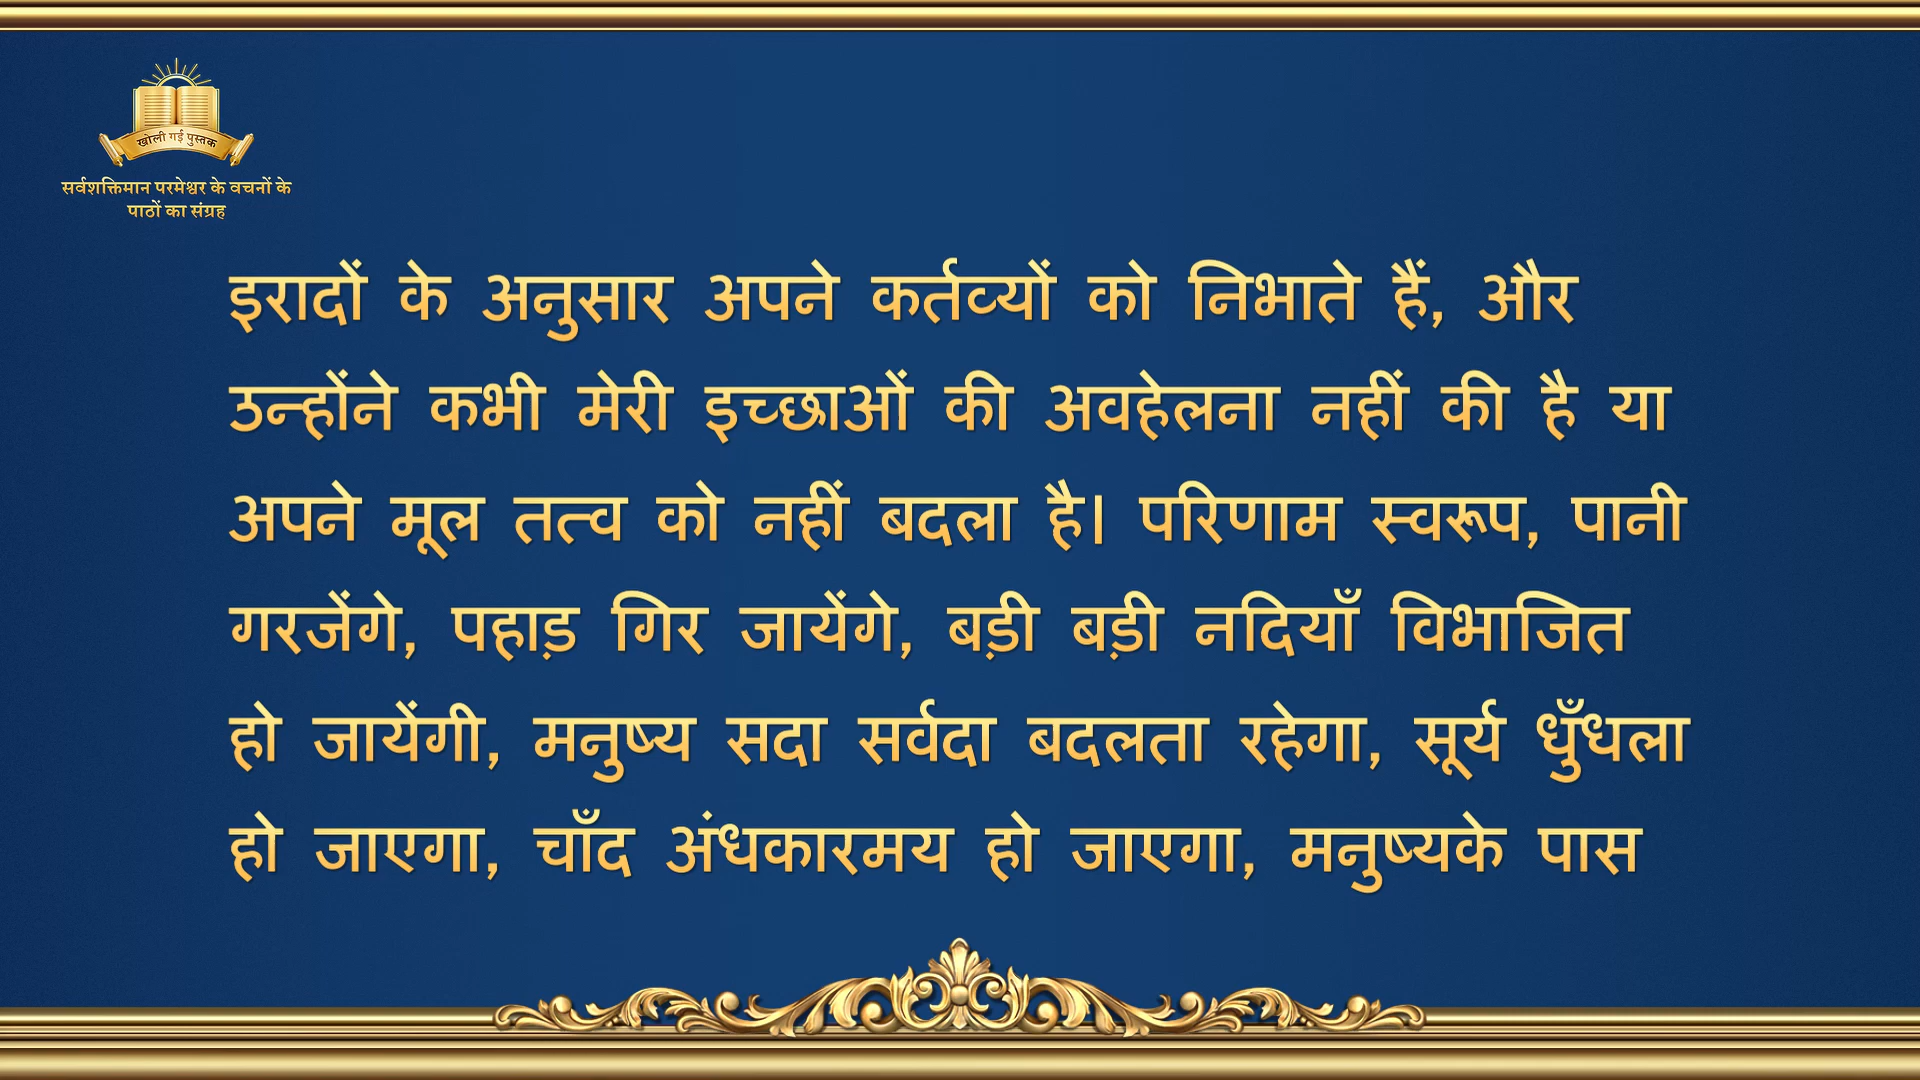 खोली गई पुस्तक
सर्वशक्तिमान परमेश्वर के वचनों के
पाठों का संग्रह
इरादों के अनुसार अपने कर्तव्यों को निभाते हैं, और
उन्होंने कभी मेरी इच्छाओं की अवहेलना नहीं की है या
अपने मूल तत्व को नहीं बदला है। परिणाम स्वरूप, पानी
गरजेंगे, पहाड़ गिर जायेंगे, बड़ी बड़ी नदियाँ विभाजित
हो जायेंगी, मनुष्य सदा सर्वदा बदलता रहेगा, सूर्य धुँधला
हो जाएगा, चाँद अंधकारमय हो जाएगा, मनुष्यके पास